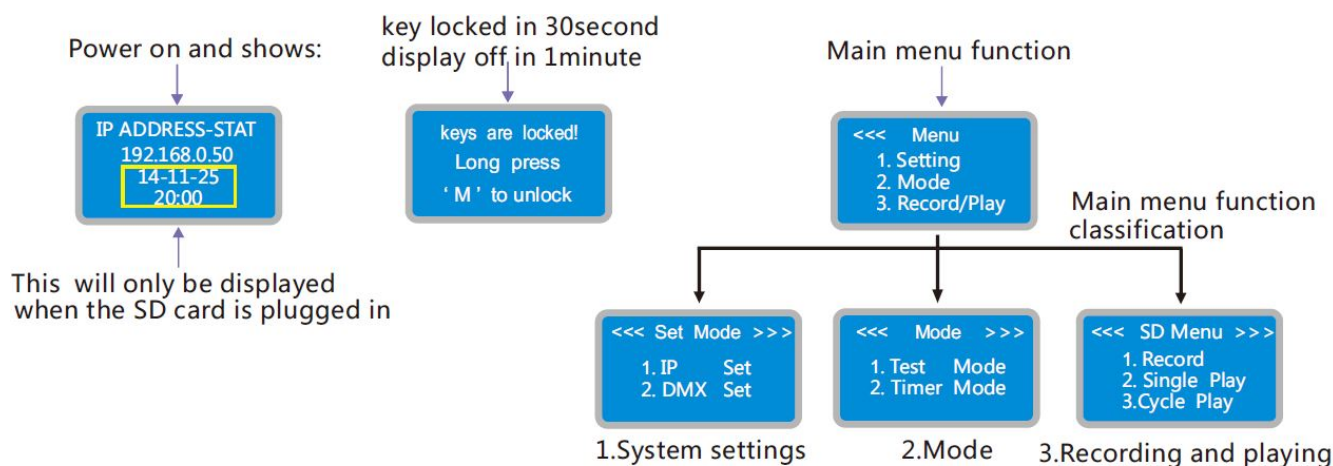 Power on and shows:
IP ADDRESS-STAT
192.168.0.50
14-11-25
20:00
This will only be displayed
when the SD card is plugged in
key locked in 30second
display off in 1minute
keys are locked!
Long press
‘ M ’ to unlock
Main menu function
<<< Menu
1. Setting
2. Mode
3. Record/Play
Main menu function
classification
<<< Set Mode >>>
1. IP Set
2. DMX Set
1.System settings
<<< Mode >>>
1. Test Mode
2. Timer Mode
2.Mode
<<< SD Menu >>>
1. Record
2. Single Play
3.Cycle Play
3.Recording and playing